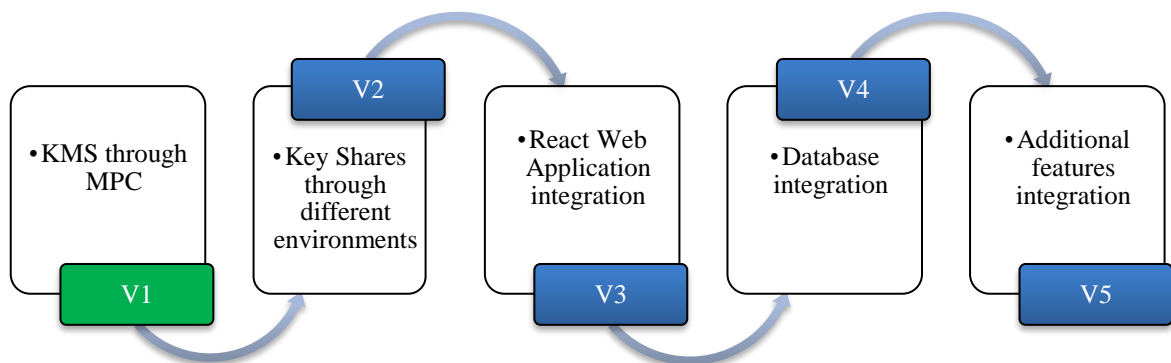 • KMS through
MPC
V1
V2
• Key Shares
through
different
environments
• React Web
Application
integration
V3
V4
• Database
integration
• Additional
features
integration
V5